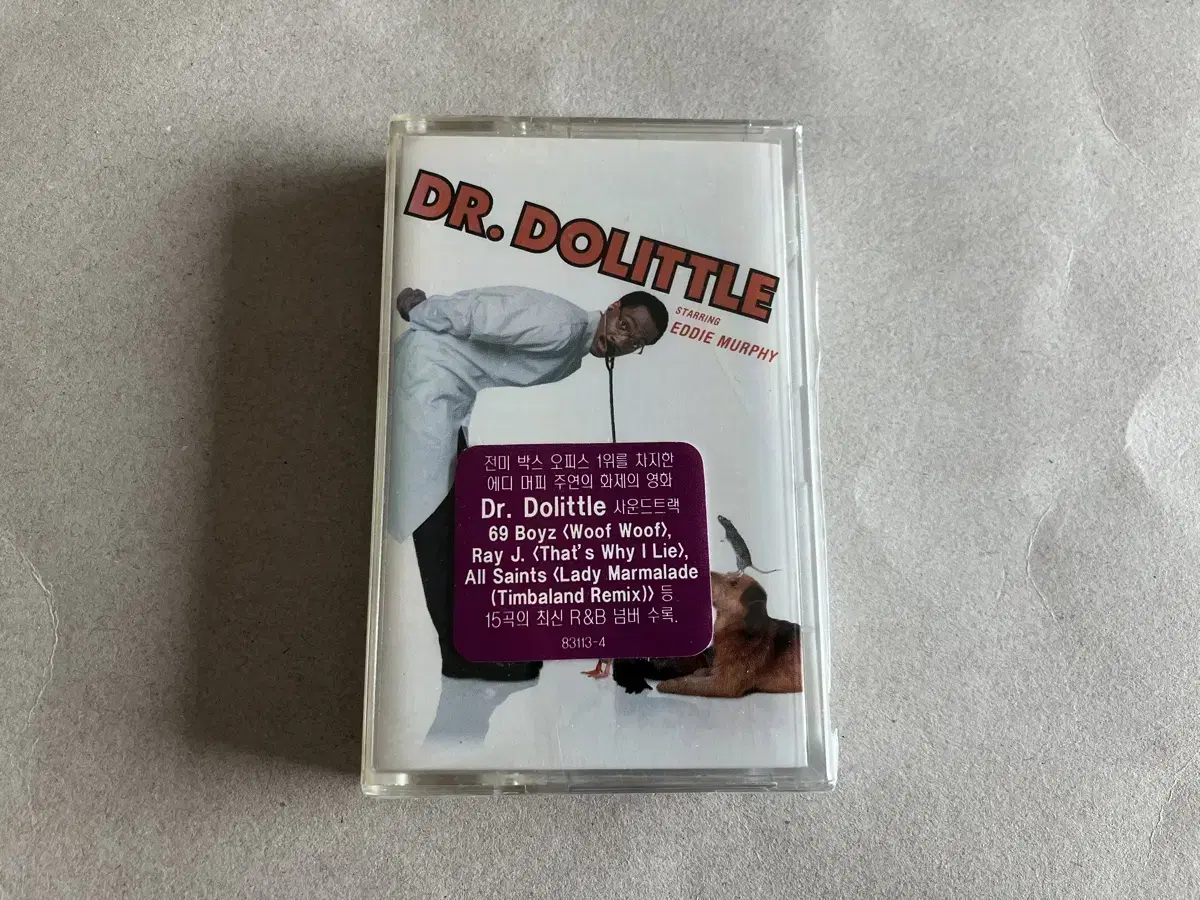 DR. DOLITTLE
STARRING
EDDIE MURPHY
전미 박스 오피스 1위를 차지한
에디 머피 주연의 화제의 영화
Dr. Dolittle 사운드트랙
69 Boyz 〈Woof Woof〉,
Ray J. 〈That's Why I Lie〉,
All Saints 〈Lady Marmalade
(Timbaland Remix)〉 등
15곡의 최신 R&B 넘버 수록.
83113-4